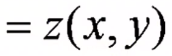 = z(x, y)